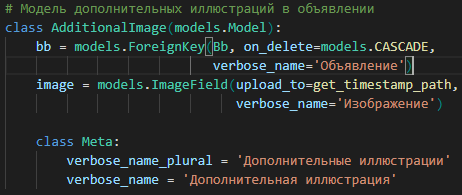 # Модель дополнительных иллюстраций в объявлении
class AdditionalImage(models.Model):
    bb = models.ForeignKey(Bb, on_delete=models.CASCADE,
                           verbose_name='Объявление')
    image = models.ImageField(upload_to=get_timestamp_path,
                              verbose_name='Изображение')
    class Meta:
        verbose_name_plural = 'Дополнительные иллюстрации'
        verbose_name = 'Дополнительная иллюстрация'